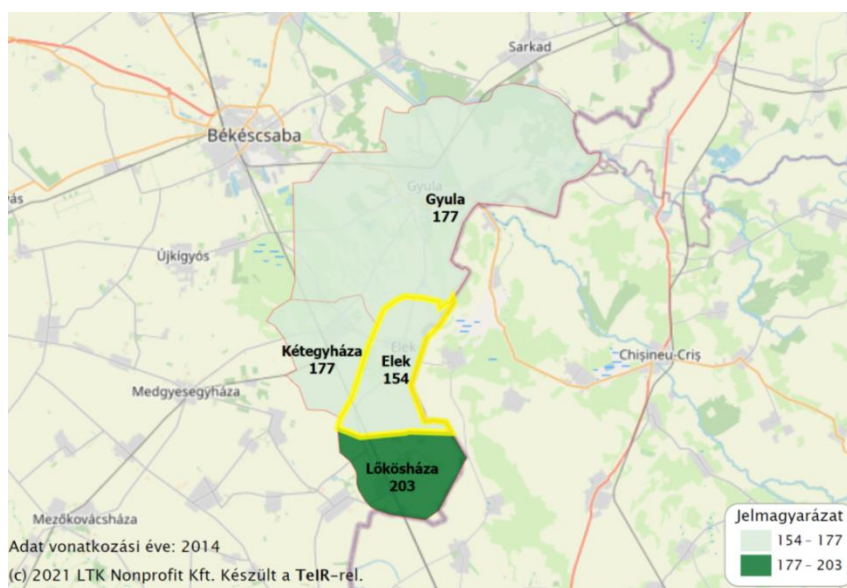 Sarkad
Békéscsaba
Gyula
Gyula
177
Újkígyós
Kétegyháza
177
Elek
Elek
154
Chișineu-Criș
Medgyesegyháza
Lőkösháza
203
Mezőkovácsháza
Jelmagyarázat
154 - 177
177 - 203
Adat vonatkozási éve: 2014
(c) 2021 LTK Nonprofit Kft. Készült a TeIR-rel.